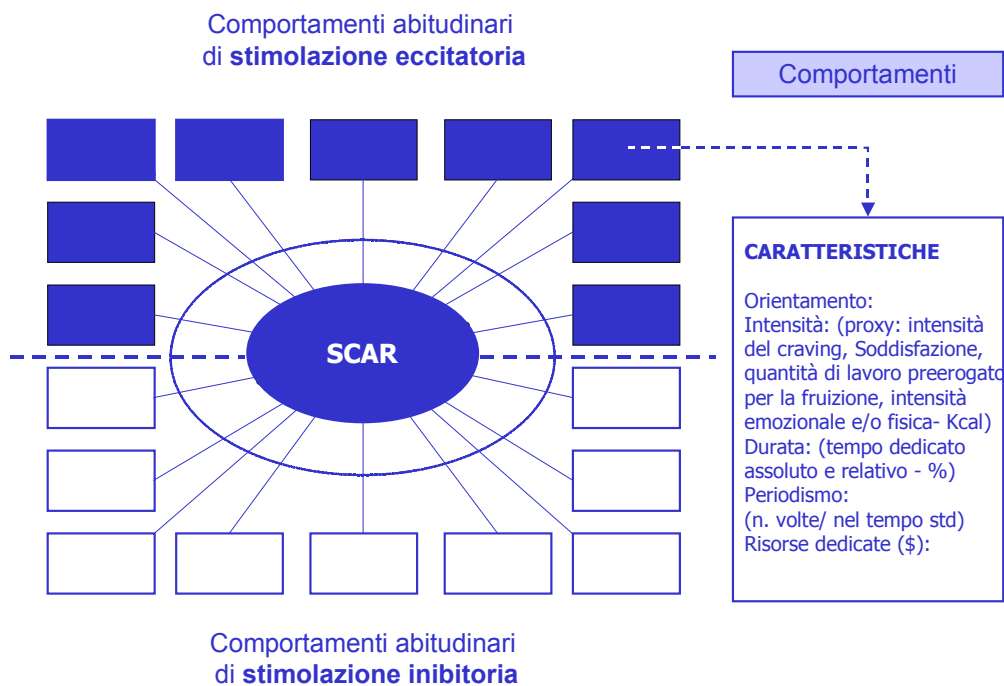 Comportamenti abitudinari
di stimolazione eccitatoria
Comportamenti
SCAR
CARATTERISTICHE
Orientamento:
Intensità: (proxy: intensità
del craving, Soddisfazione,
quantità di lavoro preerogato
per la fruizione, intensità
emozionale e/o fisica- Kcal)
Durata: (tempo dedicato
assoluto e relativo - %)
Periodismo:
(n. volte/ nel tempo std)
Risorse dedicate ($):
Comportamenti abitudinari
di stimolazione inibitoria